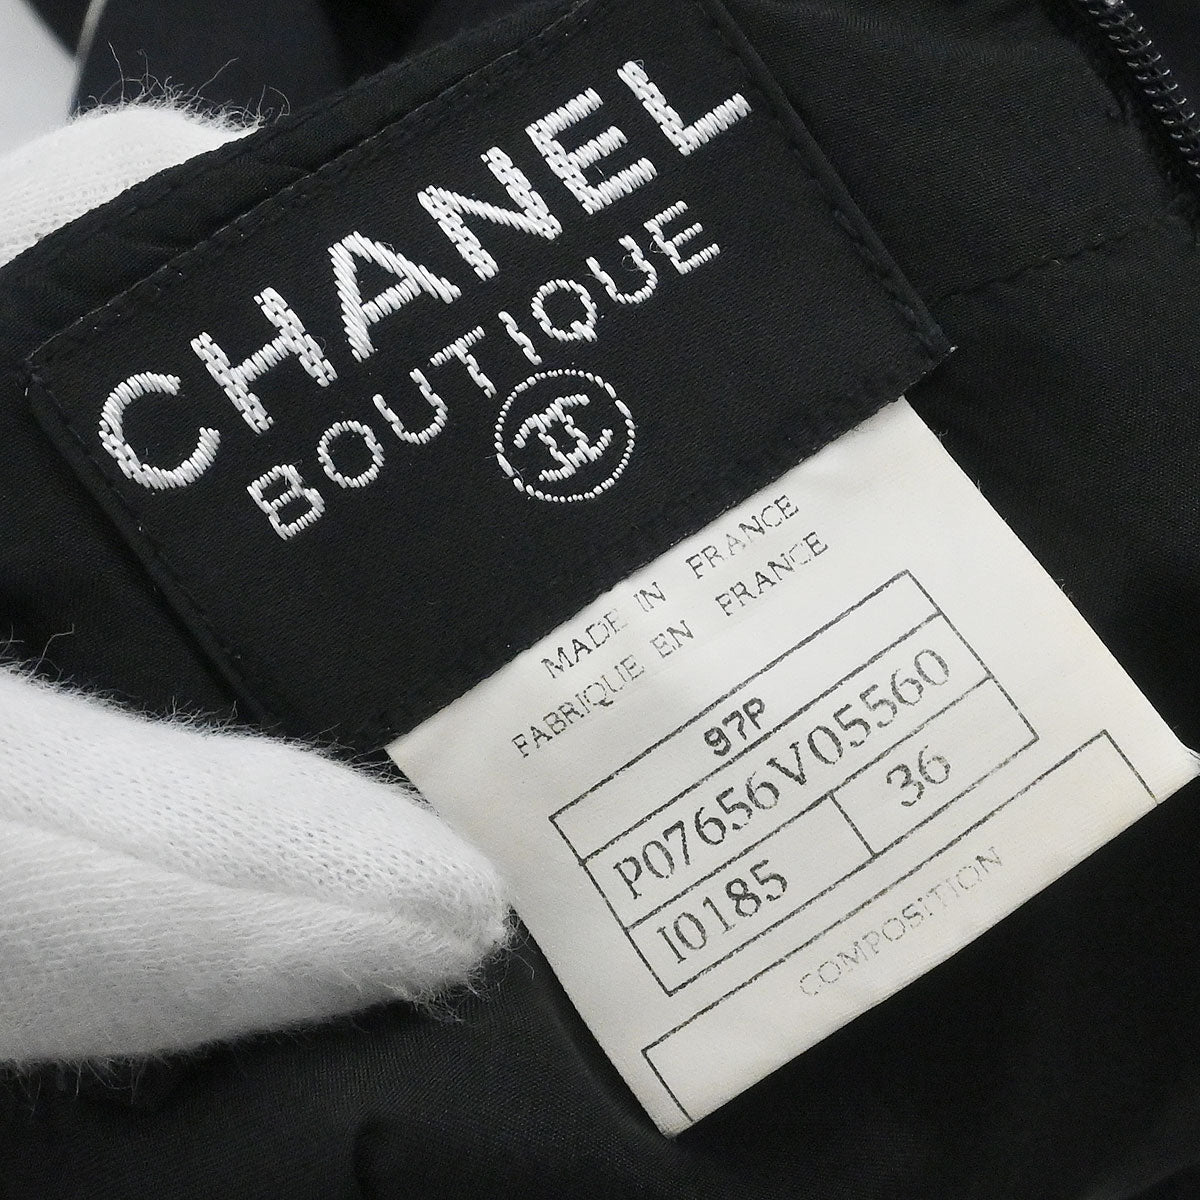 CHANEL
BOUTIQUE
MADE IN FRANCE
FABRIQUE EN FRANCE
97P
P07656V05560
I0185 36
COMPOSITION